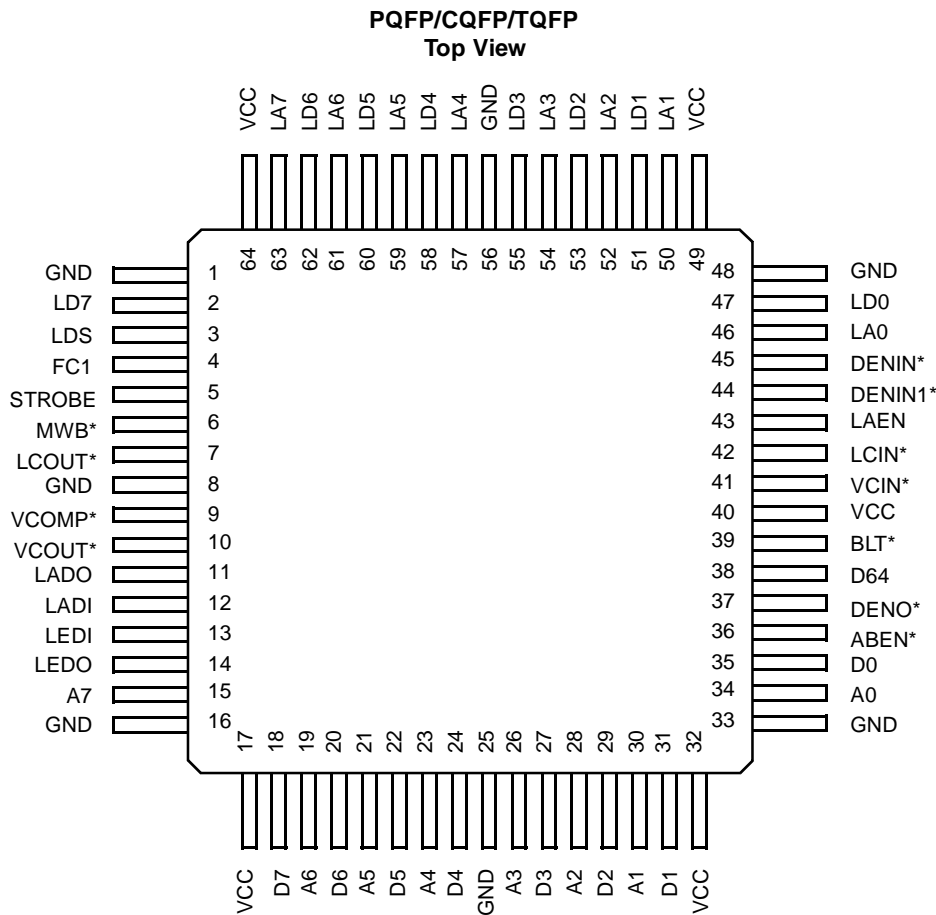 PQFP/CQFP/TQFP
Top View
VCC LA7 LD6 LA6 LD5 LA5 LD4 LA4 GND LD3 LA3 LD2 LA2 LD1 LA1 VCC
64 63 62 61 60 59 58 57 56 55 54 53 52 51 50 49
GND 1 48 GND
LD7 2 47 LD0
LDS 3 46 LA0
FC1 4 45 DENIN*
STROBE 5 44 DENIN1*
MWB* 6 43 LAEN
LCOUT* 7 42 LCIN*
GND 8 41 VCIN*
VCOMP* 9 40 VCC
VCOUT* 10 39 BLT*
LADO 11 38 D64
LADI 12 37 DENO*
LEDI 13 36 ABEN*
LEDO 14 35 D0
A7 15 34 A0
GND 16 33 GND
17 18 19 20 21 22 23 24 25 26 27 28 29 30 31 32
VCC D7 A6 D6 A5 D5 A4 D4 GND A3 D3 A2 D2 A1 D1 VCC